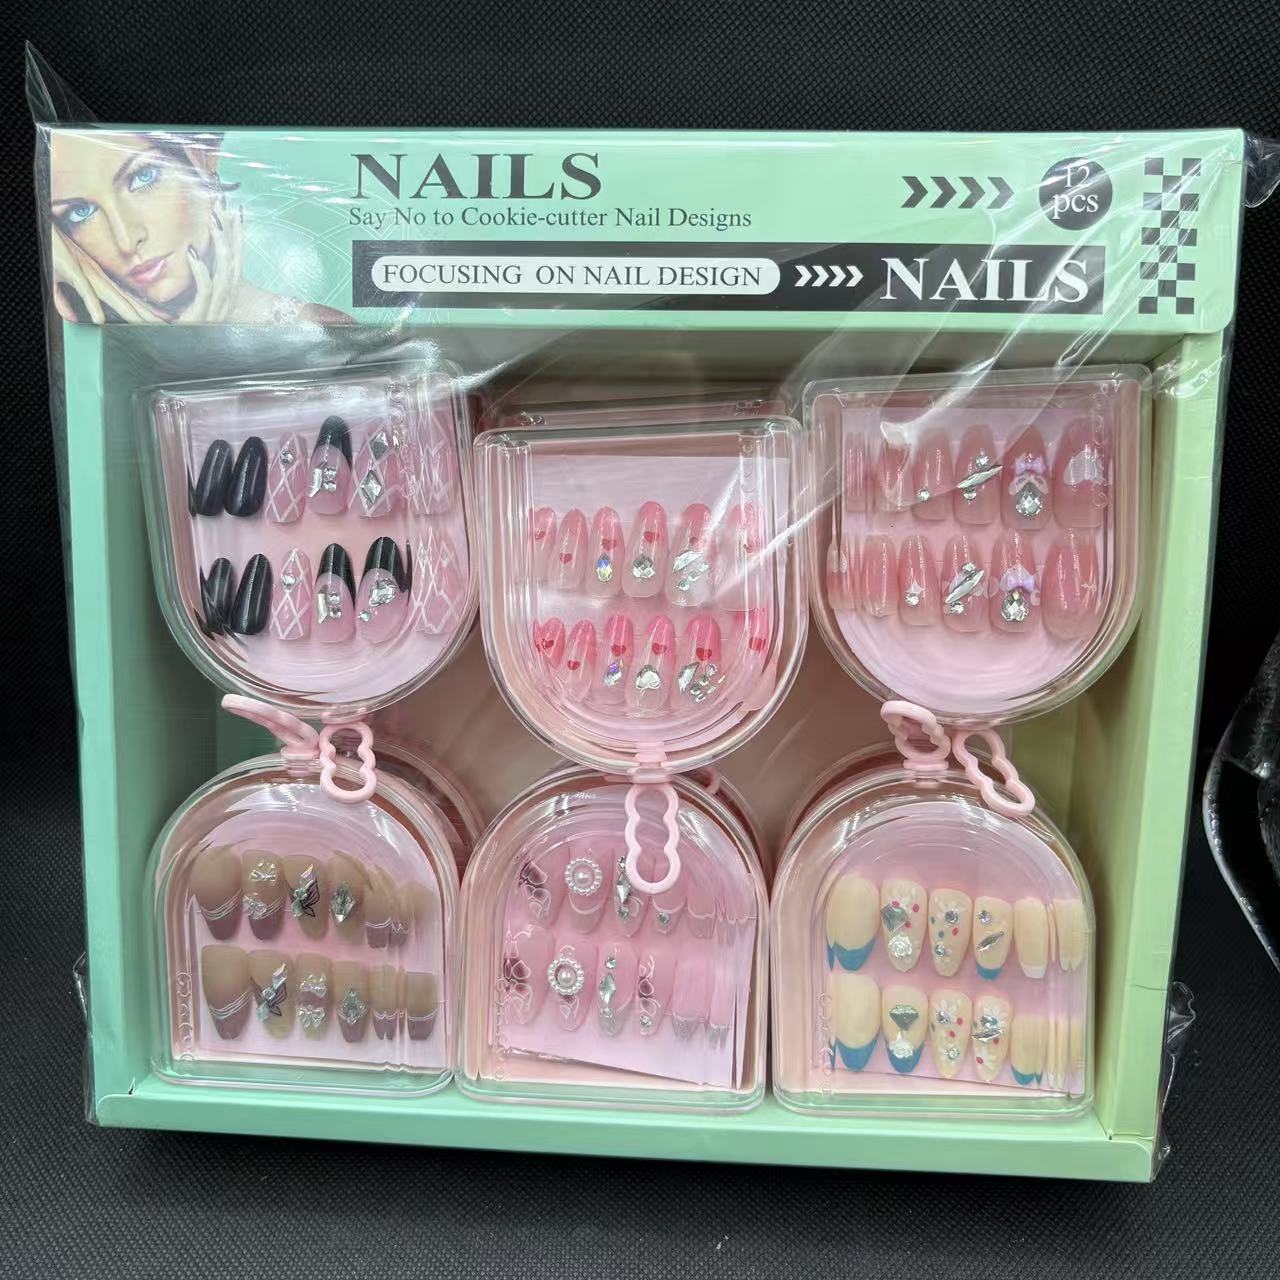 NAILS
Say No to Cookie-cutter Nail Designs
12
pcs
FOCUSING ON NAIL DESIGN
NAILS